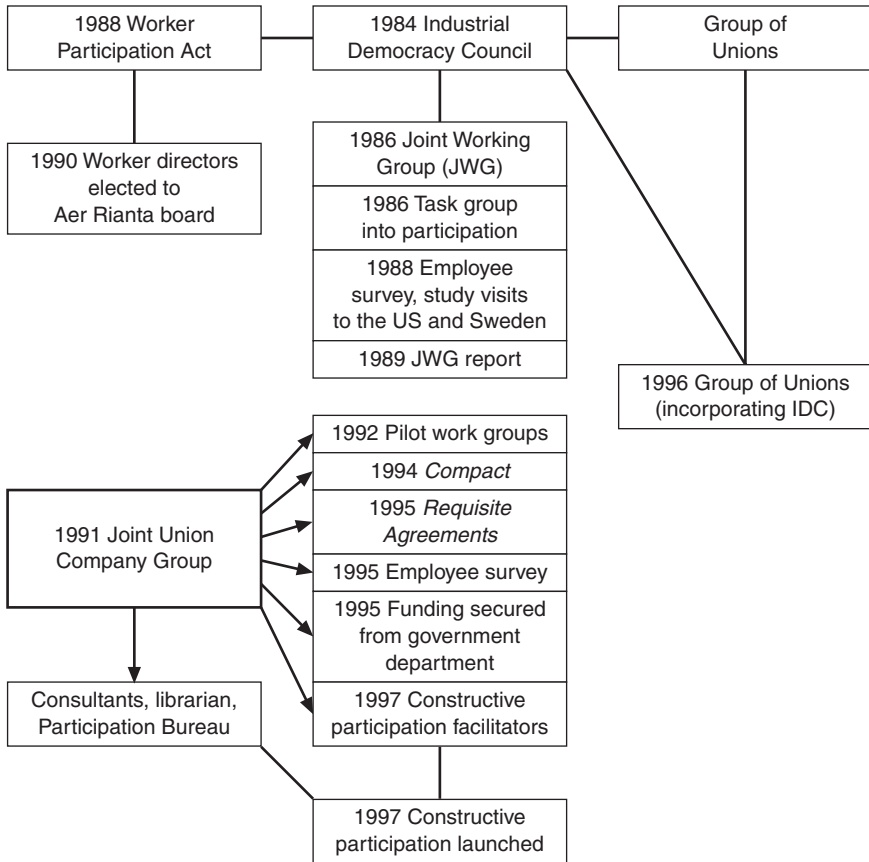 1988 Worker
Participation Act
1984 Industrial
Democracy Council
Group of
Unions
1990 Worker directors
elected to
Aer Rianta board
1986 Joint Working
Group (JWG)
1986 Task group
into participation
1988 Employee
survey, study visits
to the US and Sweden
1989 JWG report
1996 Group of Unions
(incorporating IDC)
1991 Joint Union
Company Group
1992 Pilot work groups
1994 Compact
1995 Requisite
Agreements
1995 Employee survey
1995 Funding secured
from government
department
1997 Constructive
participation facilitators
Consultants, librarian,
Participation Bureau
1997 Constructive
participation launched